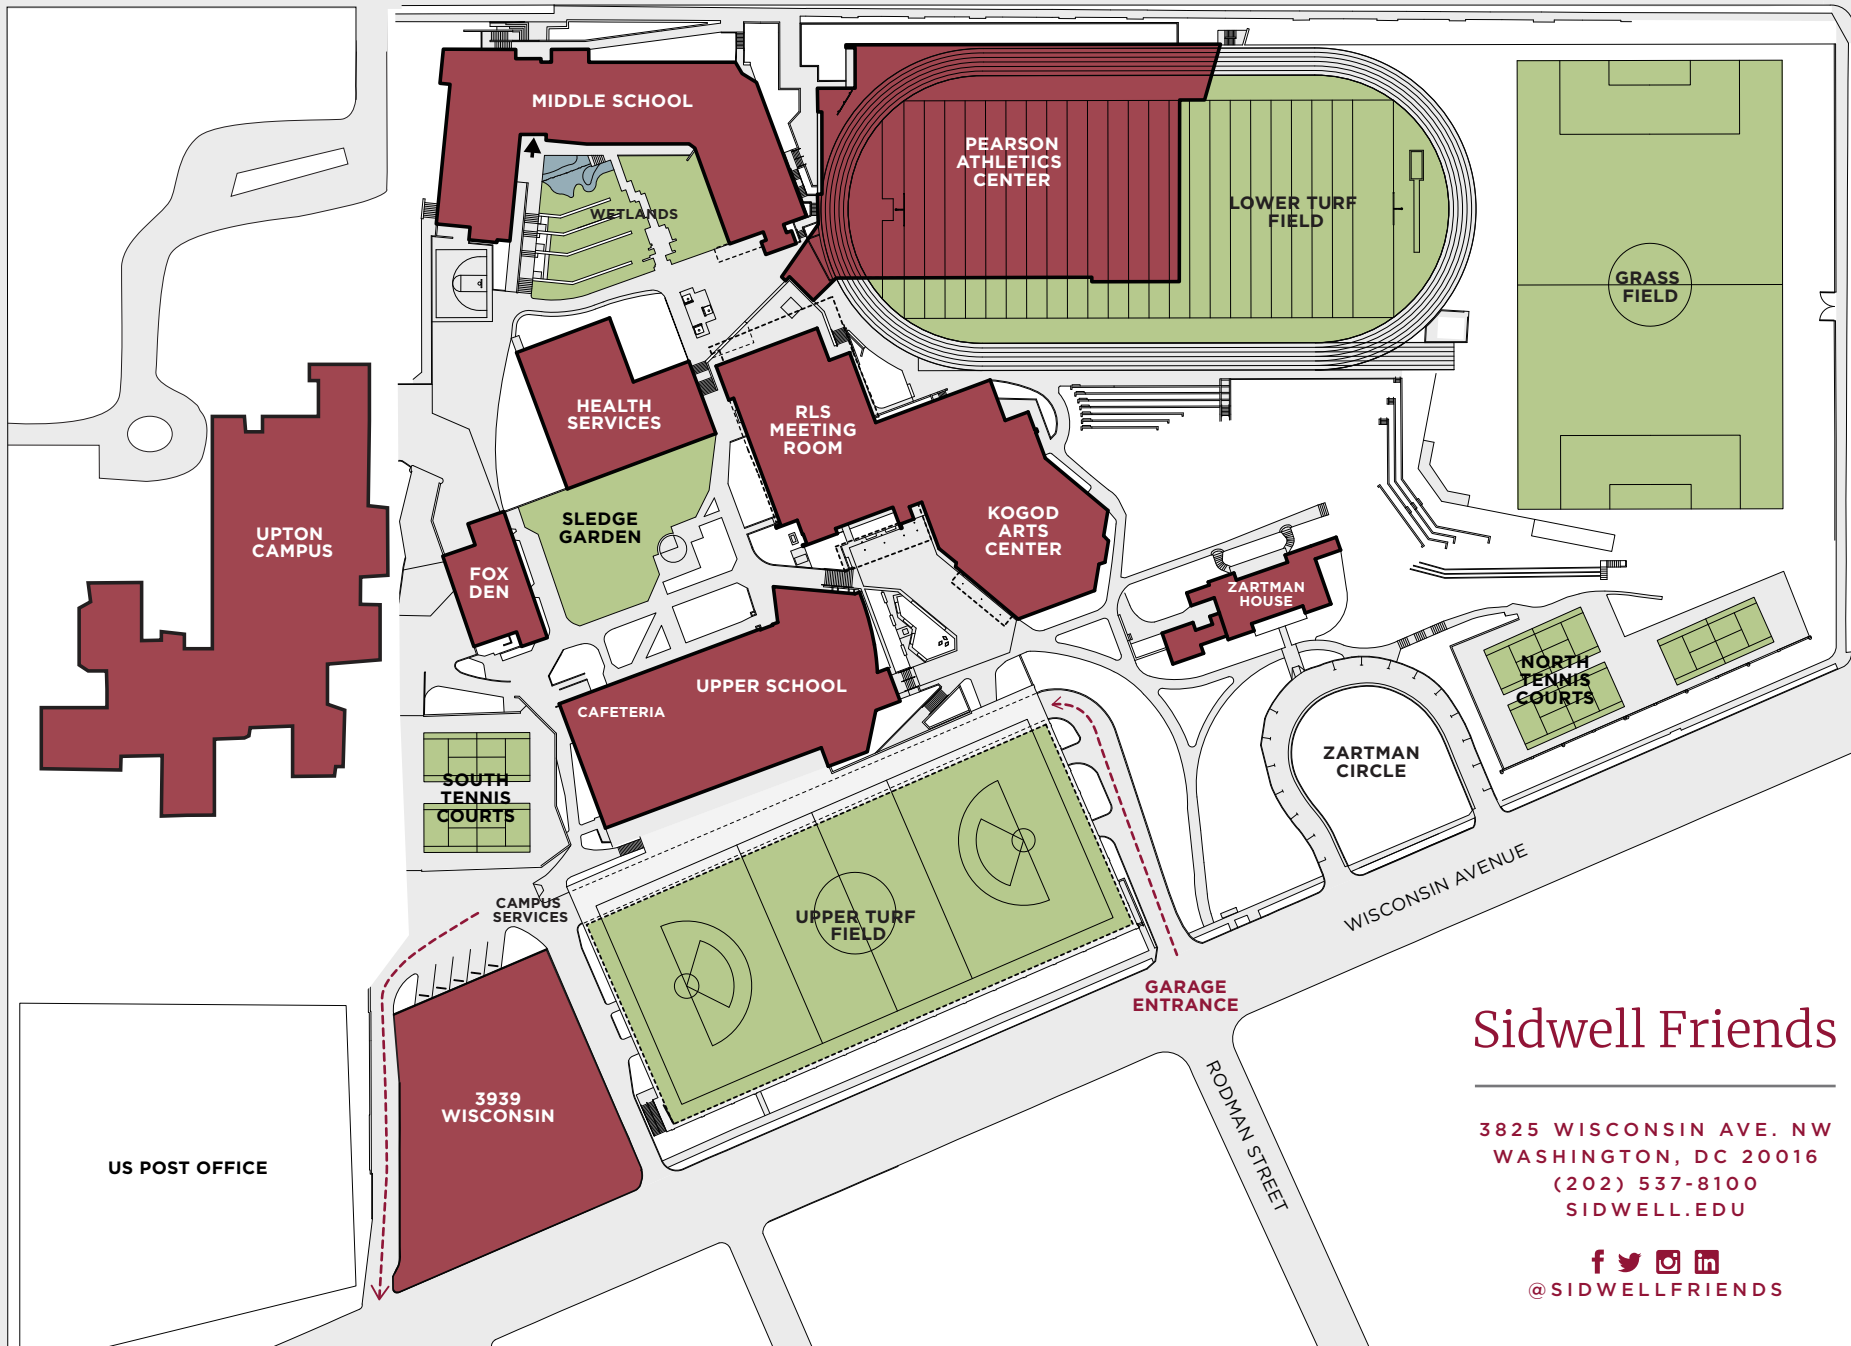 MIDDLE SCHOOL
PEARSON
ATHLETICS
CENTER
WETLANDS
LOWER TURF
FIELD
GRASS
FIELD
HEALTH
SERVICES
RLS
MEETING
ROOM
SLEDGE
GARDEN
KOGOD
ARTS
CENTER
UPTON
CAMPUS
FOX
DEN
ZARTMAN
HOUSE
UPPER SCHOOL
CAFETERIA
NORTH
TENNIS
COURTS
ZARTMAN
CIRCLE
SOUTH
TENNIS
COURTS
CAMPUS
SERVICES
UPPER TURF
FIELD
WISCONSIN AVENUE
GARAGE
ENTRANCE
RODMAN STREET
3939
WISCONSIN
US POST OFFICE
Sidwell Friends
3825 WISCONSIN AVE. NW
WASHINGTON, DC 20016
(202) 537-8100
SIDWELL.EDU
@SIDWELLFRIENDS